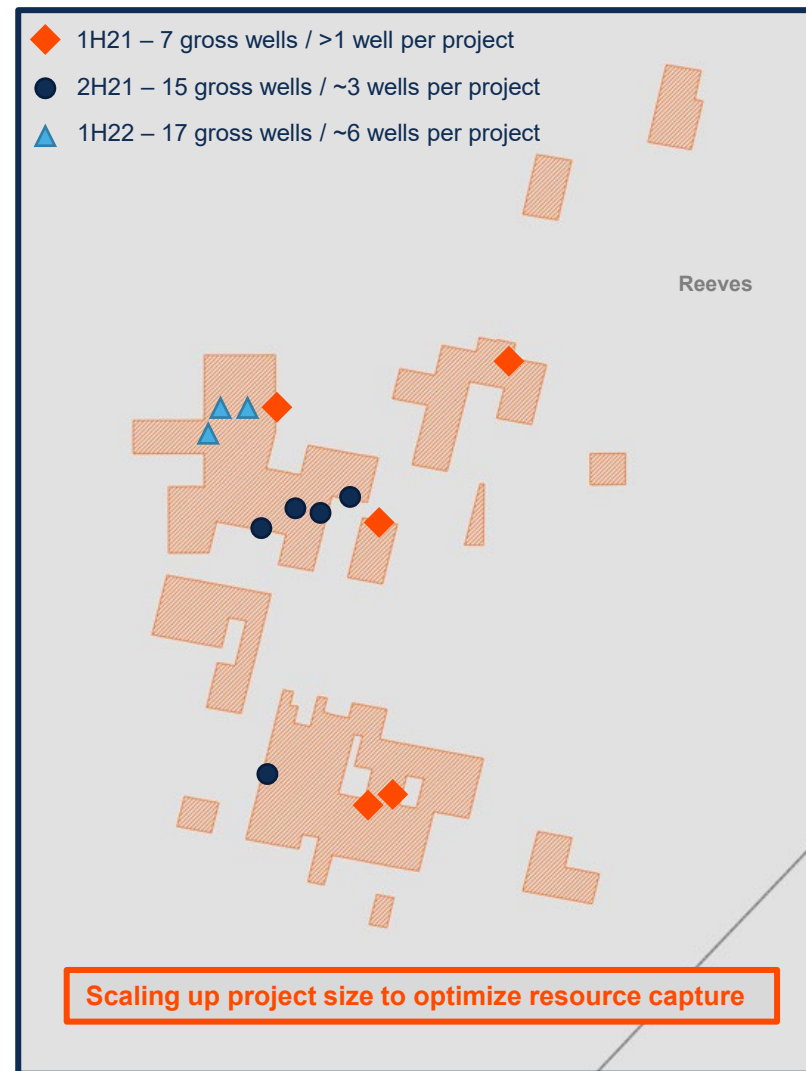 1H21 – 7 gross wells / >1 well per project
2H21 – 15 gross wells / ~3 wells per project
1H22 – 17 gross wells / ~6 wells per project
Reeves
Scaling up project size to optimize resource capture